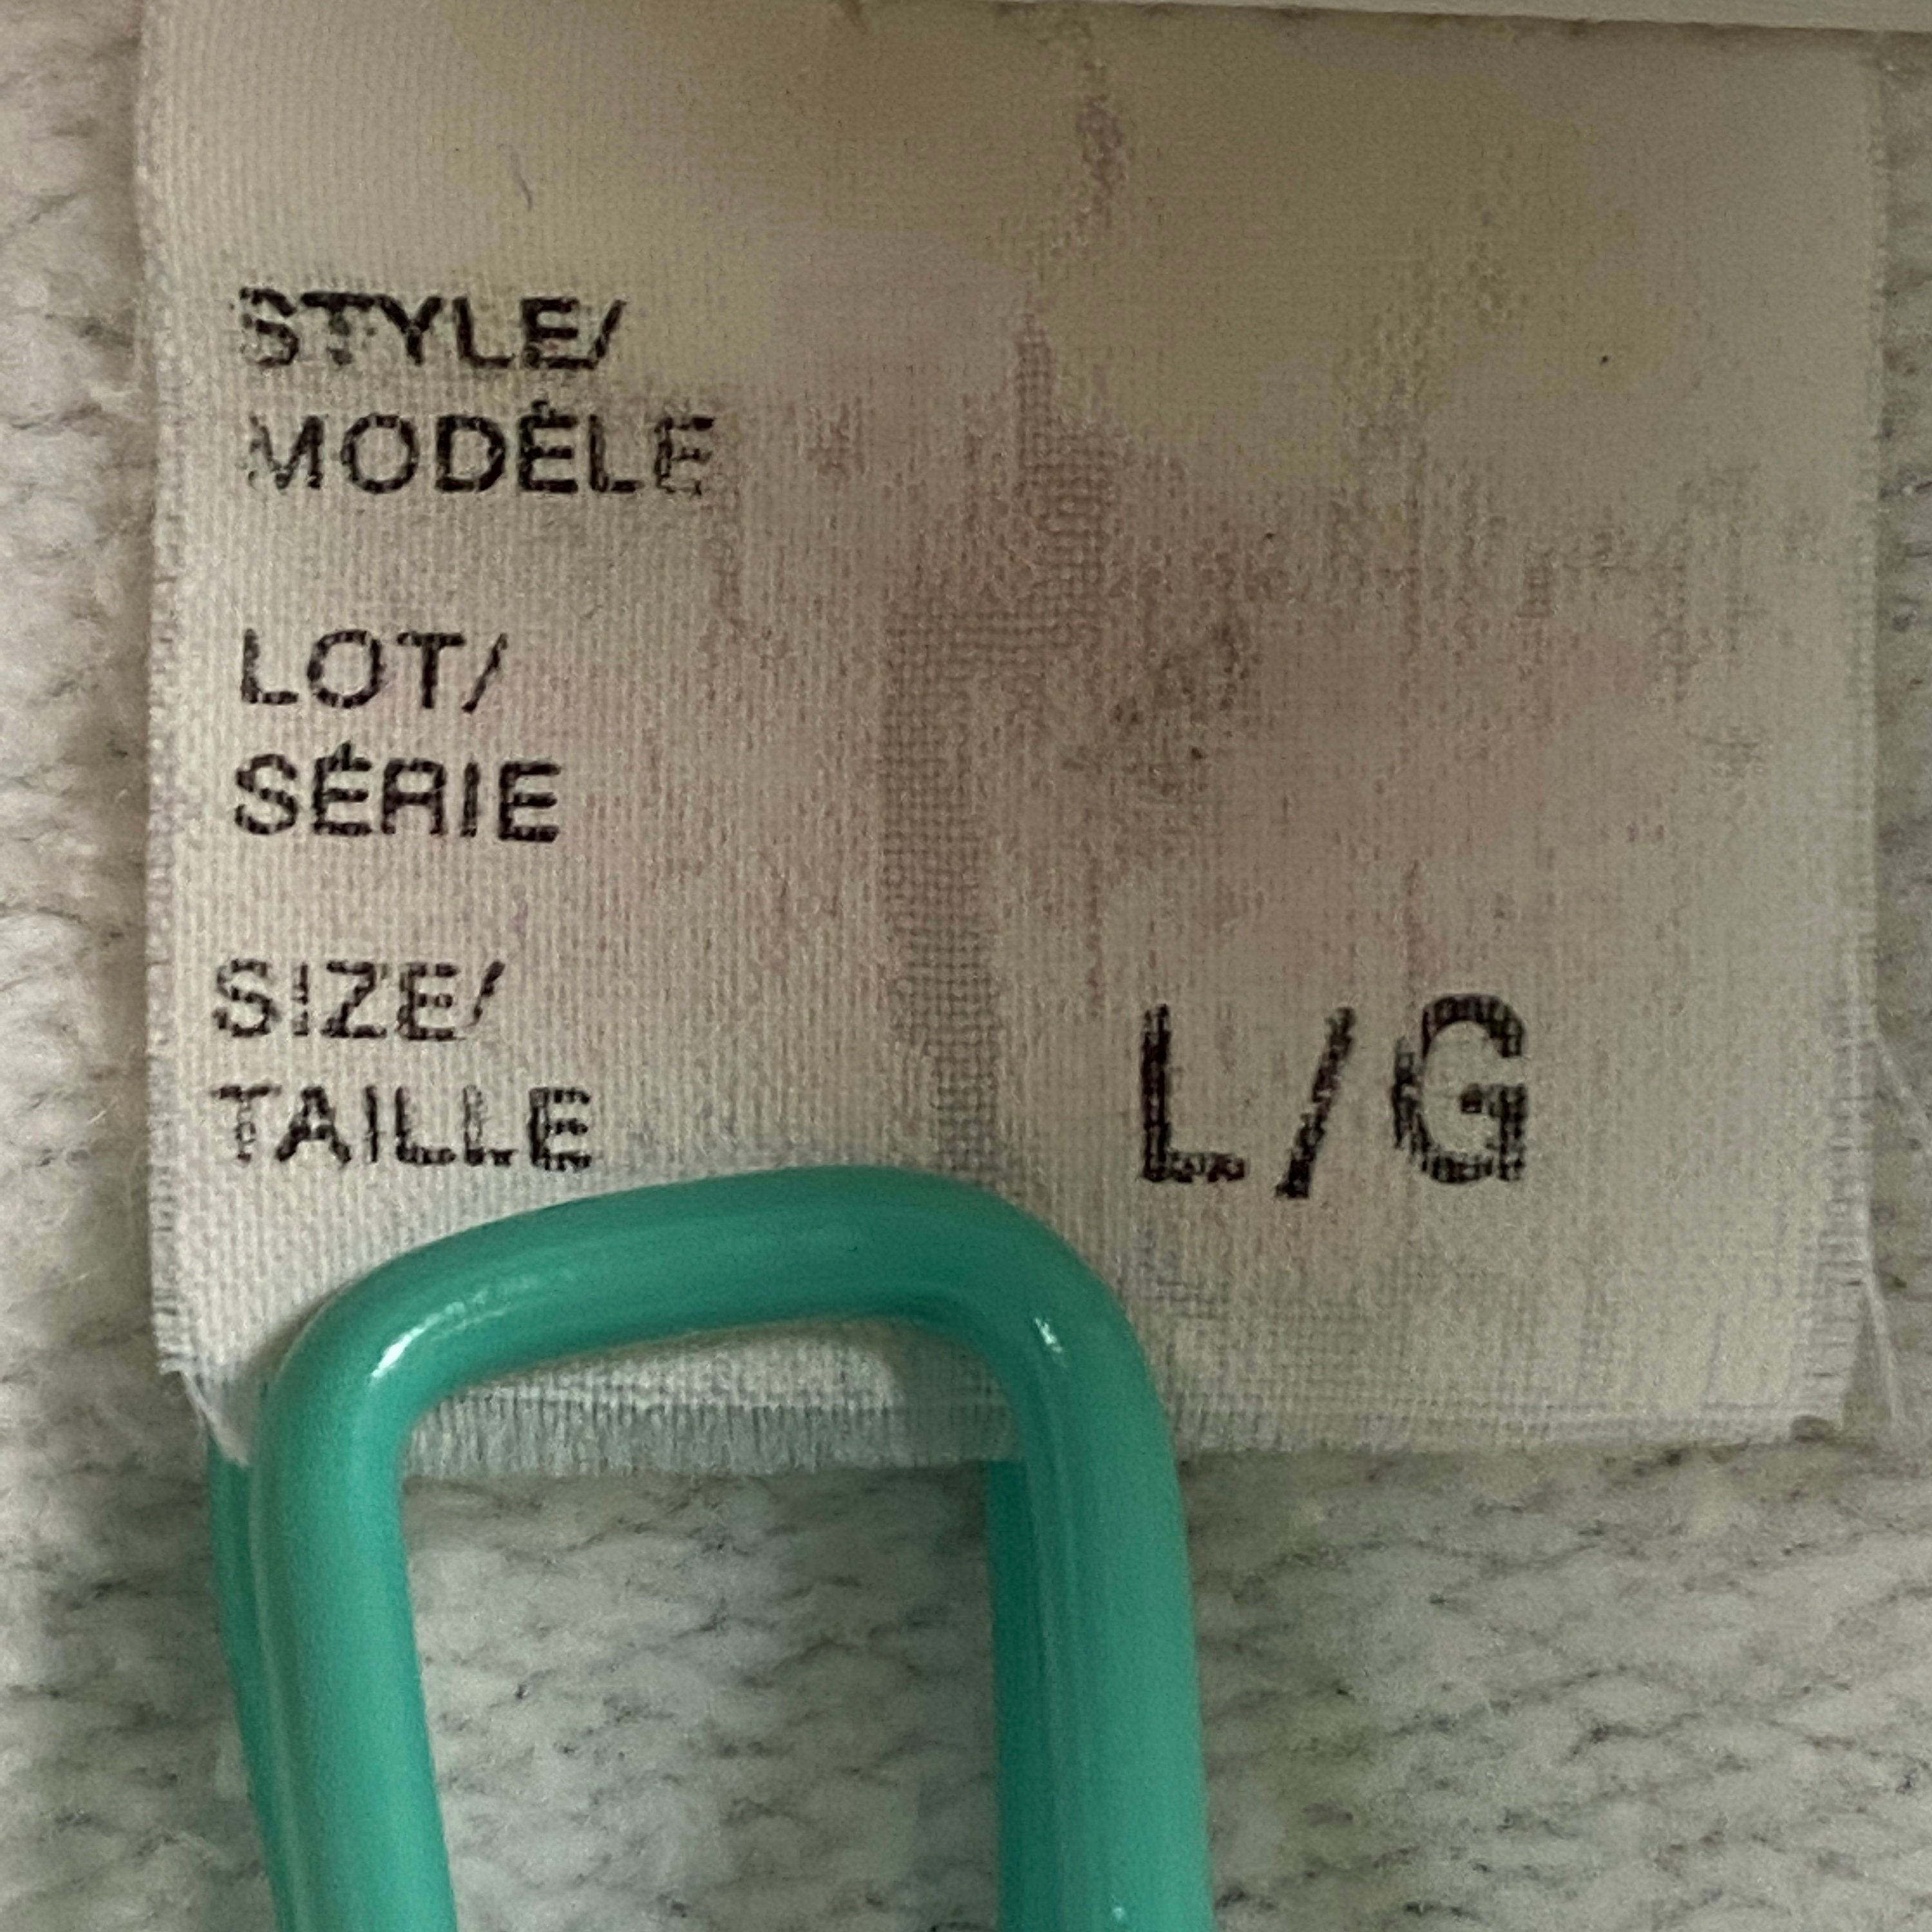 STYLE/
MODÈLE
LOT/
SÉRIE
SIZE/
TAILLE
L/G